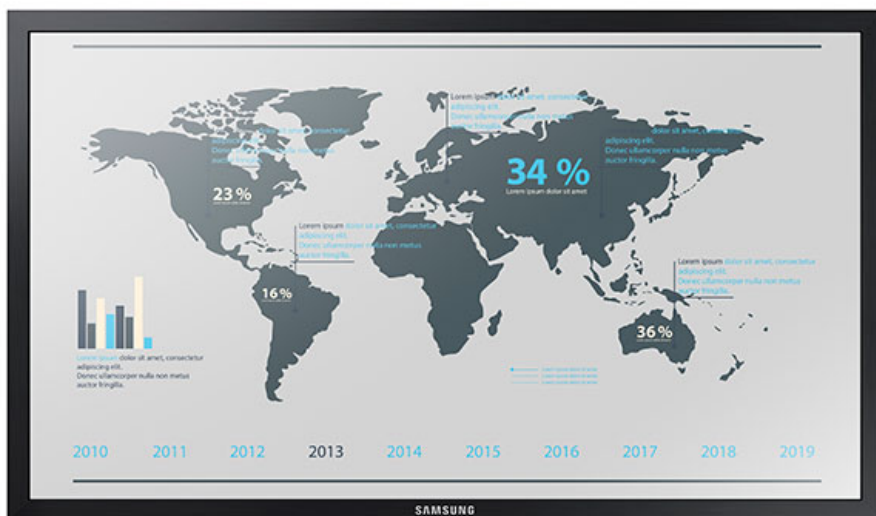 Lorem ipsum dolor sit amet, consectetur
adipiscing elit.
Donec ullamcorper nulla non metus
auctor fringilla.
dolor sit amet, consectetur
adipiscing elit.
Donec ullamcorper nulla non metus
auctor fringilla.
dolor sit amet, consectetur
adipiscing elit.
Donec ullamcorper nulla non metus
auctor fringilla.
34 %
Lorem ipsum dolor sit amet
23 %
Lorem ipsum dolor sit amet, consectetur
adipiscing elit.
Donec ullamcorper nulla non metus
auctor fringilla.
Lorem ipsum dolor sit amet, consectetur
adipiscing elit.
Donec ullamcorper nulla non metus
auctor fringilla.
16 %
36 %
Lorem ipsum dolor sit amet, consectetur
adipiscing elit.
Donec ullamcorper nulla non metus
auctor fringilla.
2010 2011 2012 2013 2014 2015 2016 2017 2018 2019
SAMSUNG